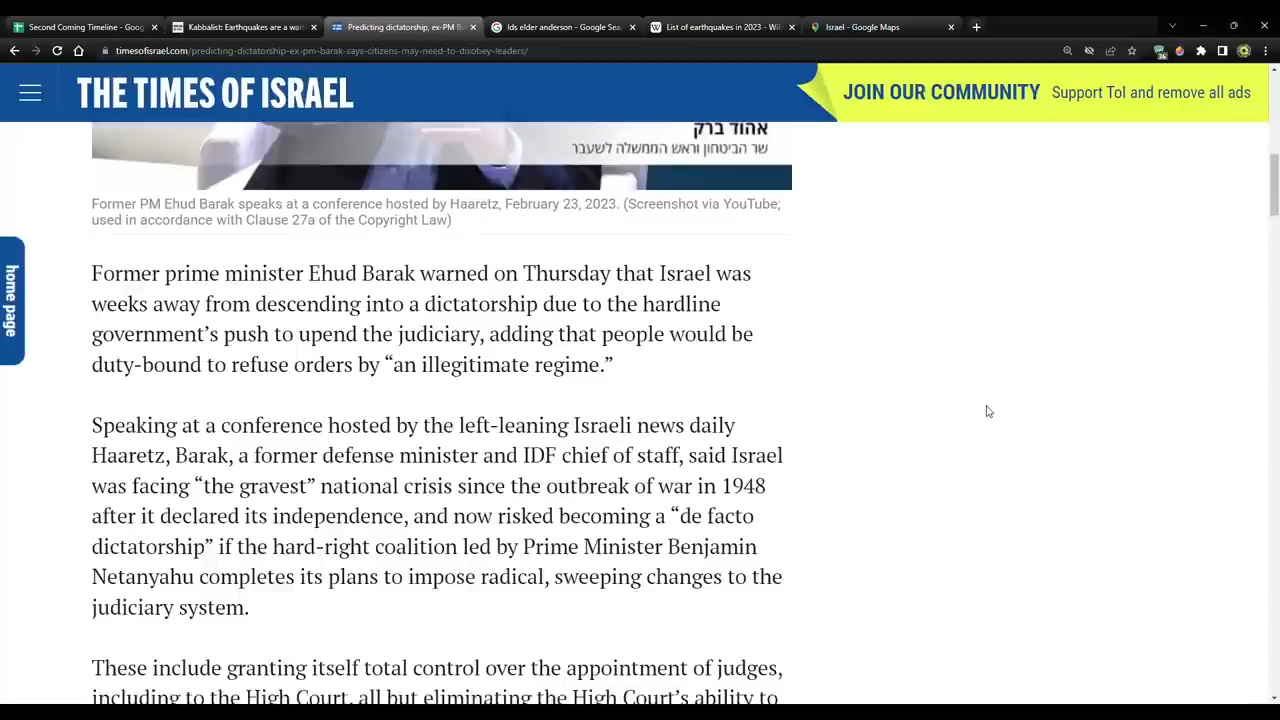 Second Coming Timeline - Goog
Kabbalist: Earthquakes are a wan
Predicting dictatorship, ex-PM Ba
lds elder anderson - Google Sea
List of earthquakes in 2023 - Wi
Israel - Google Maps
timesofisrael.com/predicting-dictatorship-ex-pm-barak-says-citizens-may-need-to-disobey-leaders/
36
THE TIMES OF ISRAEL
JOIN OUR COMMUNITY Support ToI and remove all ads
אהוד ברק
שר הביטחון וראש הממשלה לשעבר
Former PM Ehud Barak speaks at a conference hosted by Haaretz, February 23, 2023. (Screenshot via YouTube;
used in accordance with Clause 27a of the Copyright Law)
home page
Former prime minister Ehud Barak warned on Thursday that Israel was
weeks away from descending into a dictatorship due to the hardline
government’s push to upend the judiciary, adding that people would be
duty-bound to refuse orders by “an illegitimate regime.”
Speaking at a conference hosted by the left-leaning Israeli news daily
Haaretz, Barak, a former defense minister and IDF chief of staff, said Israel
was facing “the gravest” national crisis since the outbreak of war in 1948
after it declared its independence, and now risked becoming a “de facto
dictatorship” if the hard-right coalition led by Prime Minister Benjamin
Netanyahu completes its plans to impose radical, sweeping changes to the
judiciary system.
These include granting itself total control over the appointment of judges,
including to the High Court, all but eliminating the High Court’s ability to